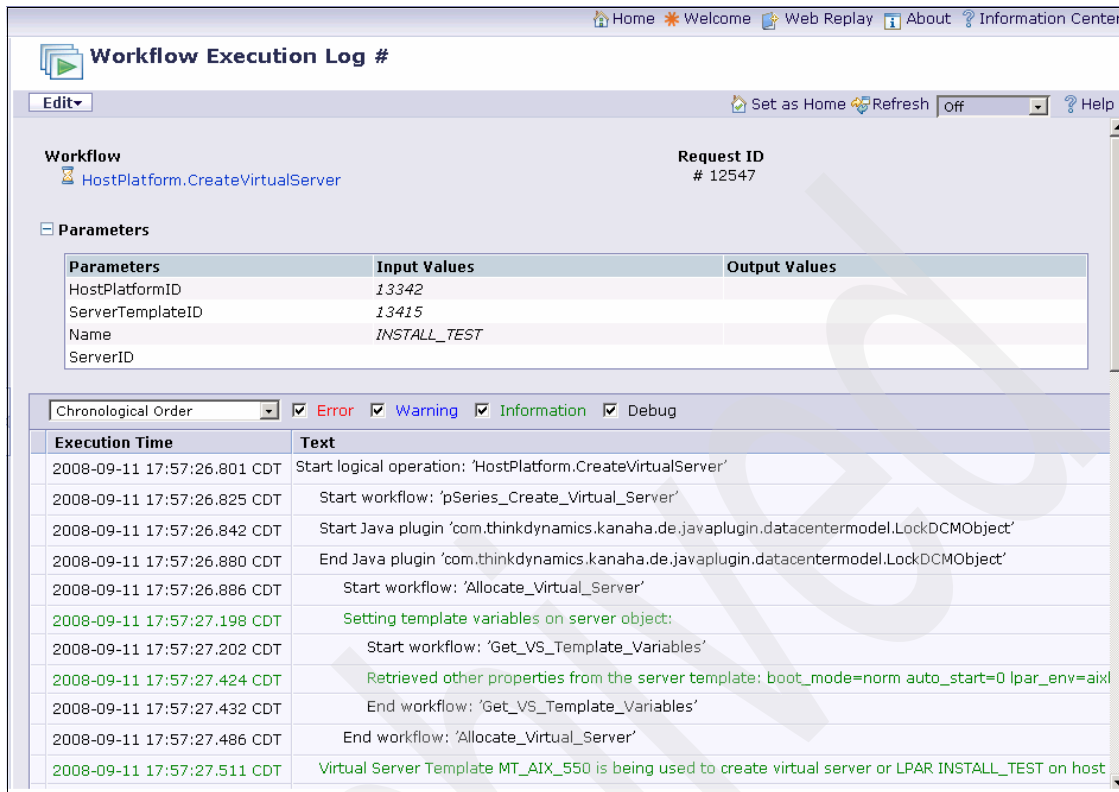 Home Welcome Web Replay About Information Center
Workflow Execution Log #
Edit Set as Home Refresh Off Help
Workflow Request ID
HostPlatform.CreateVirtualServer # 12547
Parameters
Parameters Input Values Output Values
HostPlatformID 13342
ServerTemplateID 13415
Name INSTALL_TEST
ServerID
Chronological Order Error Warning Information Debug
Execution Time Text
2008-09-11 17:57:26.801 CDT Start logical operation: 'HostPlatform.CreateVirtualServer'
2008-09-11 17:57:26.825 CDT Start workflow: 'pSeries_Create_Virtual_Server'
2008-09-11 17:57:26.842 CDT Start Java plugin 'com.thinkdynamics.kanaha.de.javaplugin.datacentermodel.LockDCMObject'
2008-09-11 17:57:26.880 CDT End Java plugin 'com.thinkdynamics.kanaha.de.javaplugin.datacentermodel.LockDCMObject'
2008-09-11 17:57:26.886 CDT Start workflow: 'Allocate_Virtual_Server'
2008-09-11 17:57:27.198 CDT Setting template variables on server object:
2008-09-11 17:57:27.202 CDT Start workflow: 'Get_VS_Template_Variables'
2008-09-11 17:57:27.424 CDT Retrieved other properties from the server template: boot_mode=norm auto_start=0 lpar_env=aixl
2008-09-11 17:57:27.432 CDT End workflow: 'Get_VS_Template_Variables'
2008-09-11 17:57:27.486 CDT End workflow: 'Allocate_Virtual_Server'
2008-09-11 17:57:27.511 CDT Virtual Server Template MT_AIX_550 is being used to create virtual server or LPAR INSTALL_TEST on host